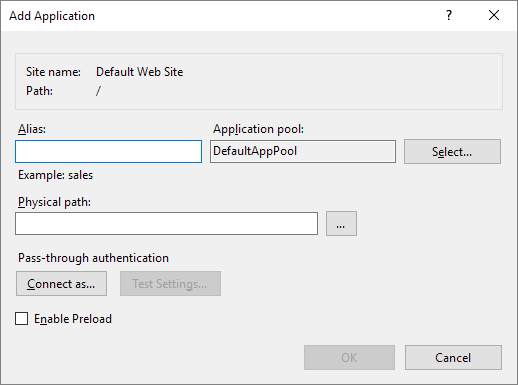 Add Application
?
Site name: Default Web Site
Path: /
Alias: Application pool:
DefaultAppPool Select...
Example: sales
Physical path:
...
Pass-through authentication
Connect as... Test Settings...
Enable Preload
OK Cancel